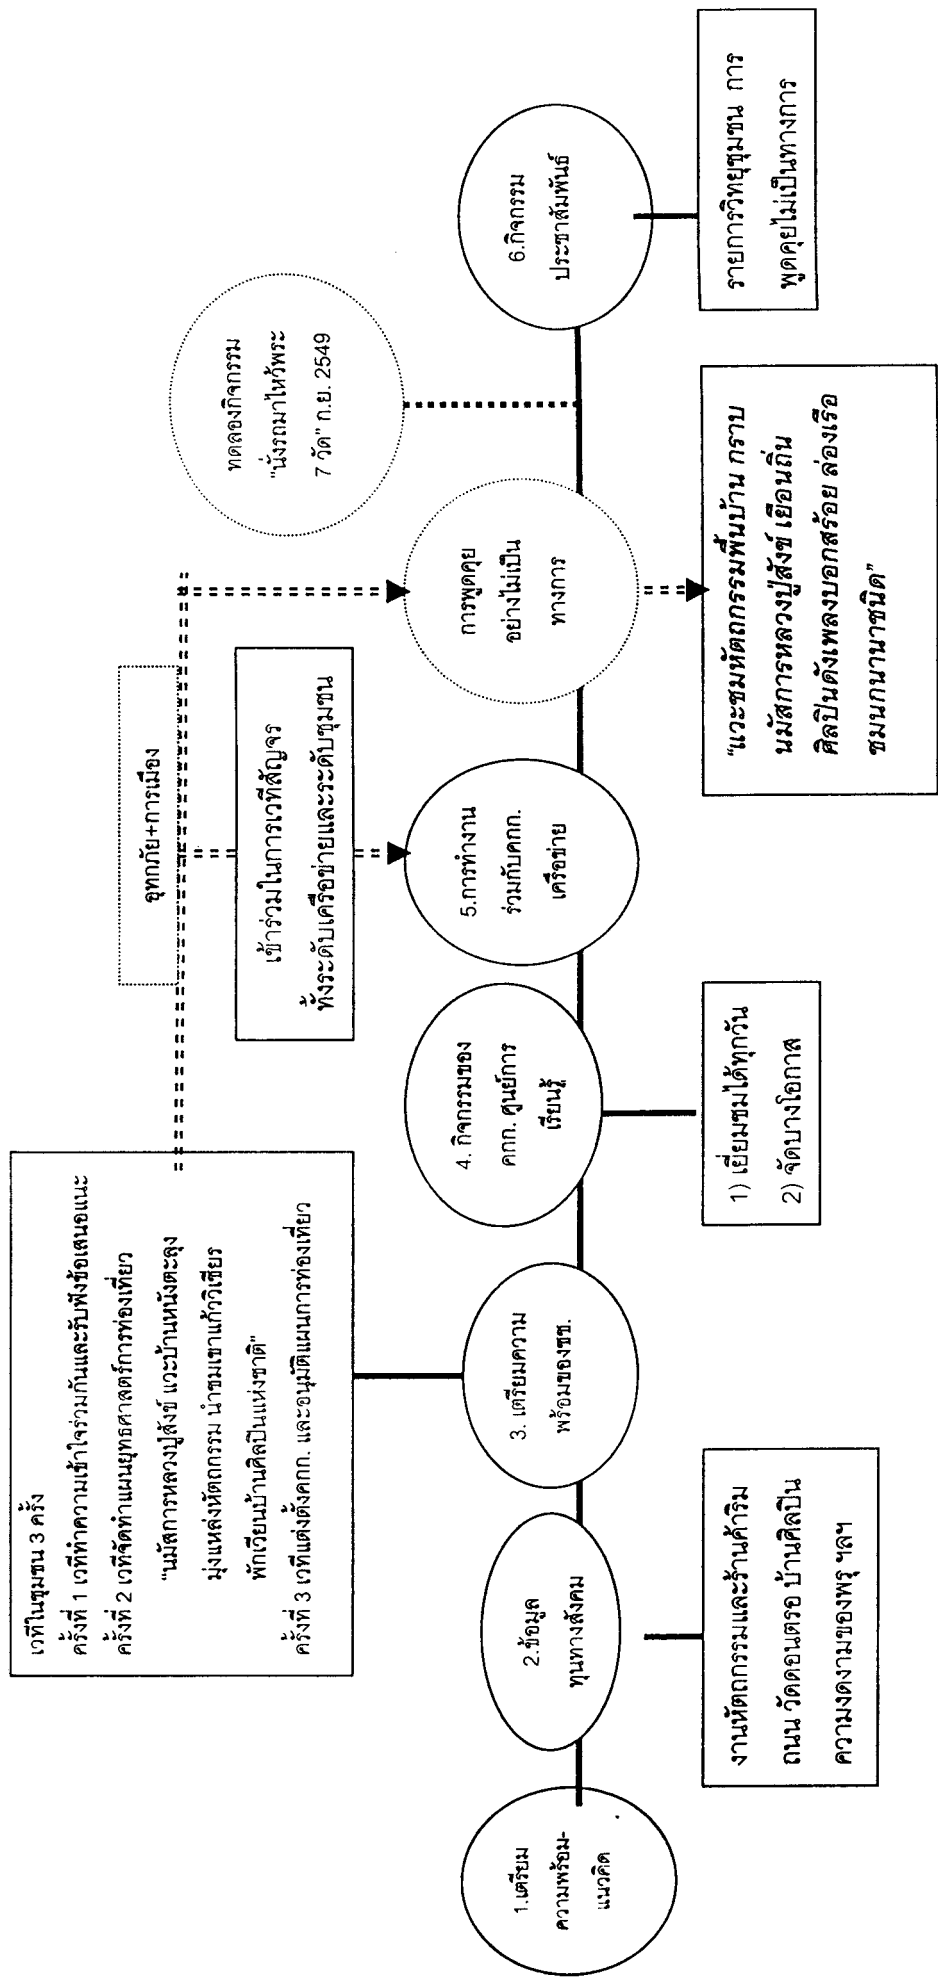 เวทีในชุมชน 3 ครั้ง
ครั้งที่ 1 เวทีทำความเข้าใจร่วมกันและรับฟังข้อเสนอแนะ
ครั้งที่ 2 เวทีจัดทำแผนยุทธศาสตร์การท่องเที่ยว
"นมัสการหลวงปู่สังข์ แวะบ้านหนังตะลุง
มุ่งแหล่งหัตถกรรม นำชมเขาแก้ววิเชียร
พักเวียนบ้านศิลปินแห่งชาติ"
ครั้งที่ 3 เวทีแต่งตั้งคกก. และอนุมัติแผนการท่องเที่ยว
อุทกภัย+การเมือง
เข้าร่วมในการเวทีสัญจร
ทั้งระดับเครือข่ายและระดับชุมชน
ทดลองกิจกรรม
"นั่งรถมาไหว้พระ
7 วัด" ก.ย. 2549
1.เตรียม
ความพร้อม-
แนวคิด
2.ข้อมูล
ทุนทางสังคม
3. เตรียมความ
พร้อมของชช.
4. กิจกรรมของ
คกก. ศูนย์การ
เรียนรู้
5.การทำงาน
ร่วมกับคกก.
เครือข่าย
การพูดคุย
อย่างไม่เป็น
ทางการ
6.กิจกรรม
ประชาสัมพันธ์
งานหัตถกรรมและร้านค้าริม
ถนน วัดดอนตรอ บ้านศิลปิน
ความงดงามของพรุ ฯลฯ
1) เยี่ยมชมได้ทุกวัน
2) จัดบางโอกาส
"แวะชมหัตถกรรมพื้นบ้าน กราบ
นมัสการหลวงปู่สังข์ เยือนถิ่น
ศิลปินดังเพลงบอกสร้อย ล่องเรือ
ชมนกนานาชนิด"
รายการวิทยุชุมชน การ
พูดคุยไม่เป็นทางการ